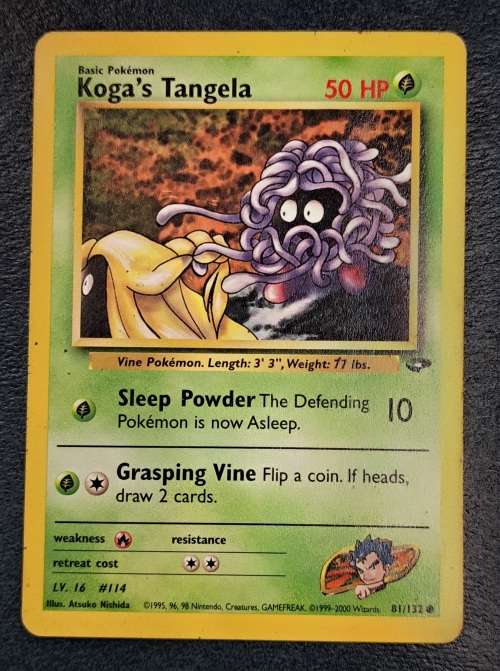 Basic Pokémon
Koga's Tangela 50 HP
Vine Pokémon. Length: 3' 3", Weight: 77 lbs.
Sleep Powder The Defending 10
Pokémon is now Asleep.
Grasping Vine Flip a coin. If heads,
draw 2 cards.
weakness resistance
retreat cost
LV. 16 #114
Illus. Atsuko Nishida ©1995, 96, 98 Nintendo, Creatures, GAMEFREAK. ©1999-2000 Wizards. 81/132